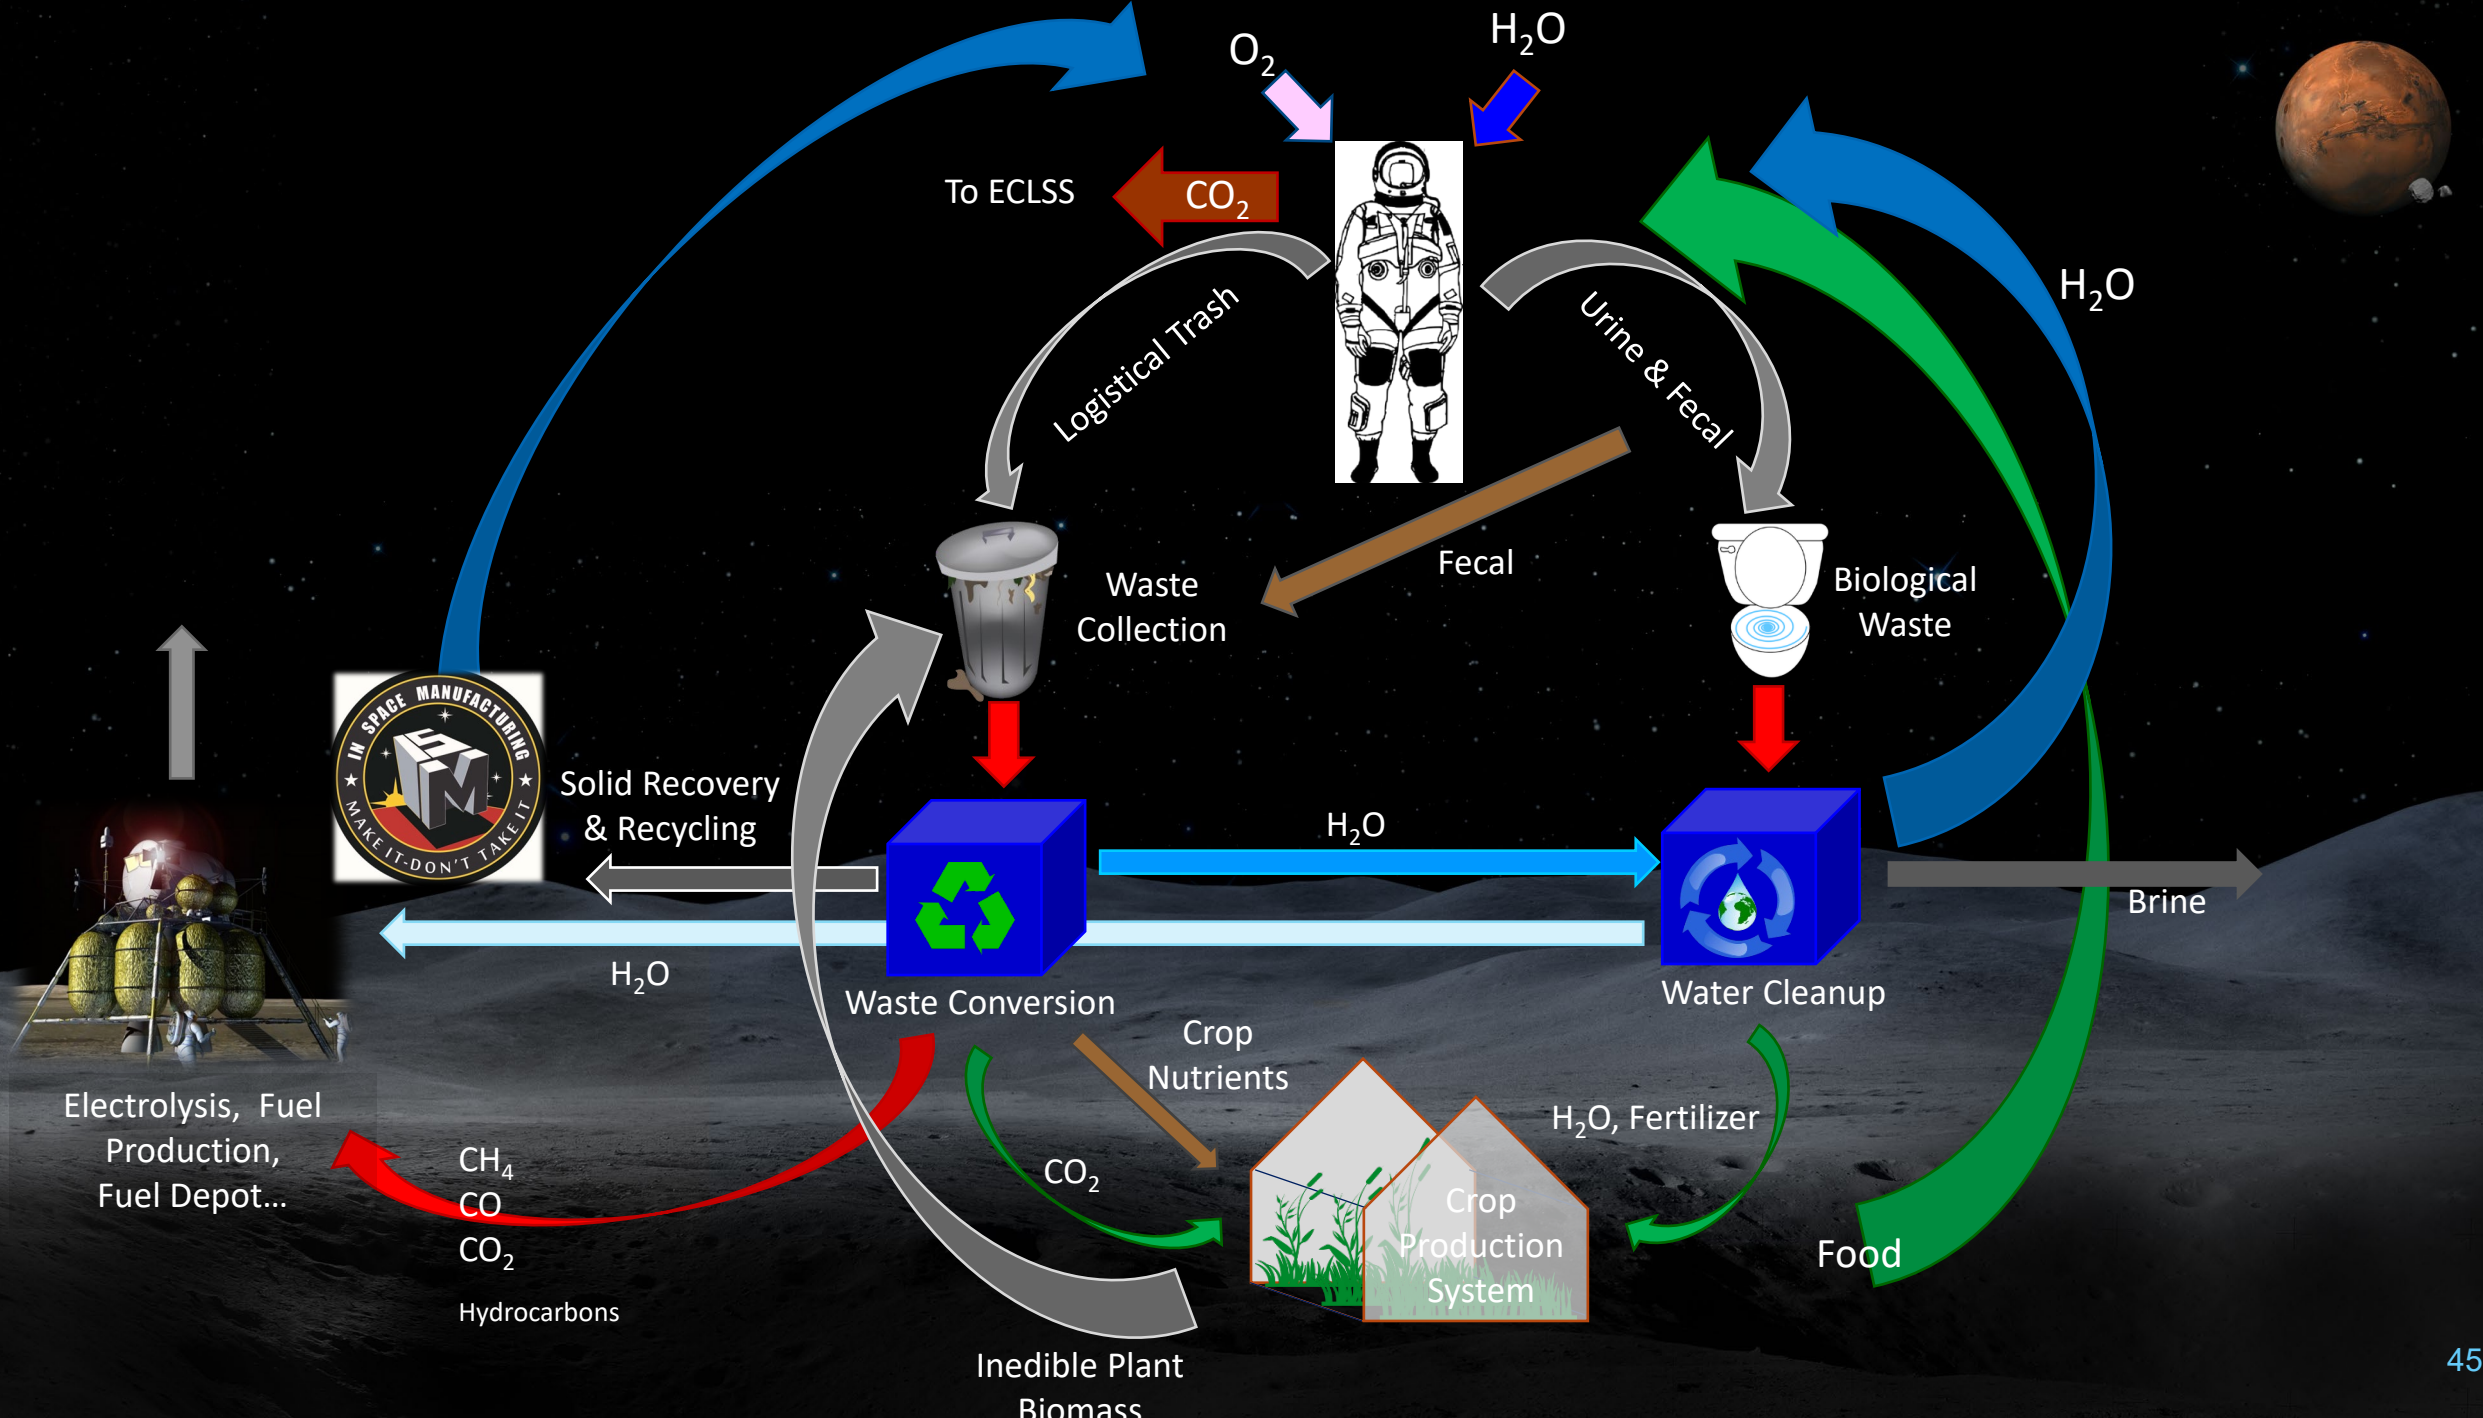 O₂
H₂O
To ECLSS
CO₂
H₂O
Logistical Trash
Urine & Fecal
Fecal
Waste
Collection
Biological
Waste
IN SPACE MANUFACTURING
ISM
MAKE IT-DON'T TAKE IT
Solid Recovery
& Recycling
H₂O
Brine
H₂O
Waste Conversion
Water Cleanup
Crop
Nutrients
Electrolysis, Fuel
Production,
Fuel Depot...
H₂O, Fertilizer
CH₄
CO
CO₂
Hydrocarbons
CO₂
Crop
Production
System
Food
Inedible Plant
Biomass
45